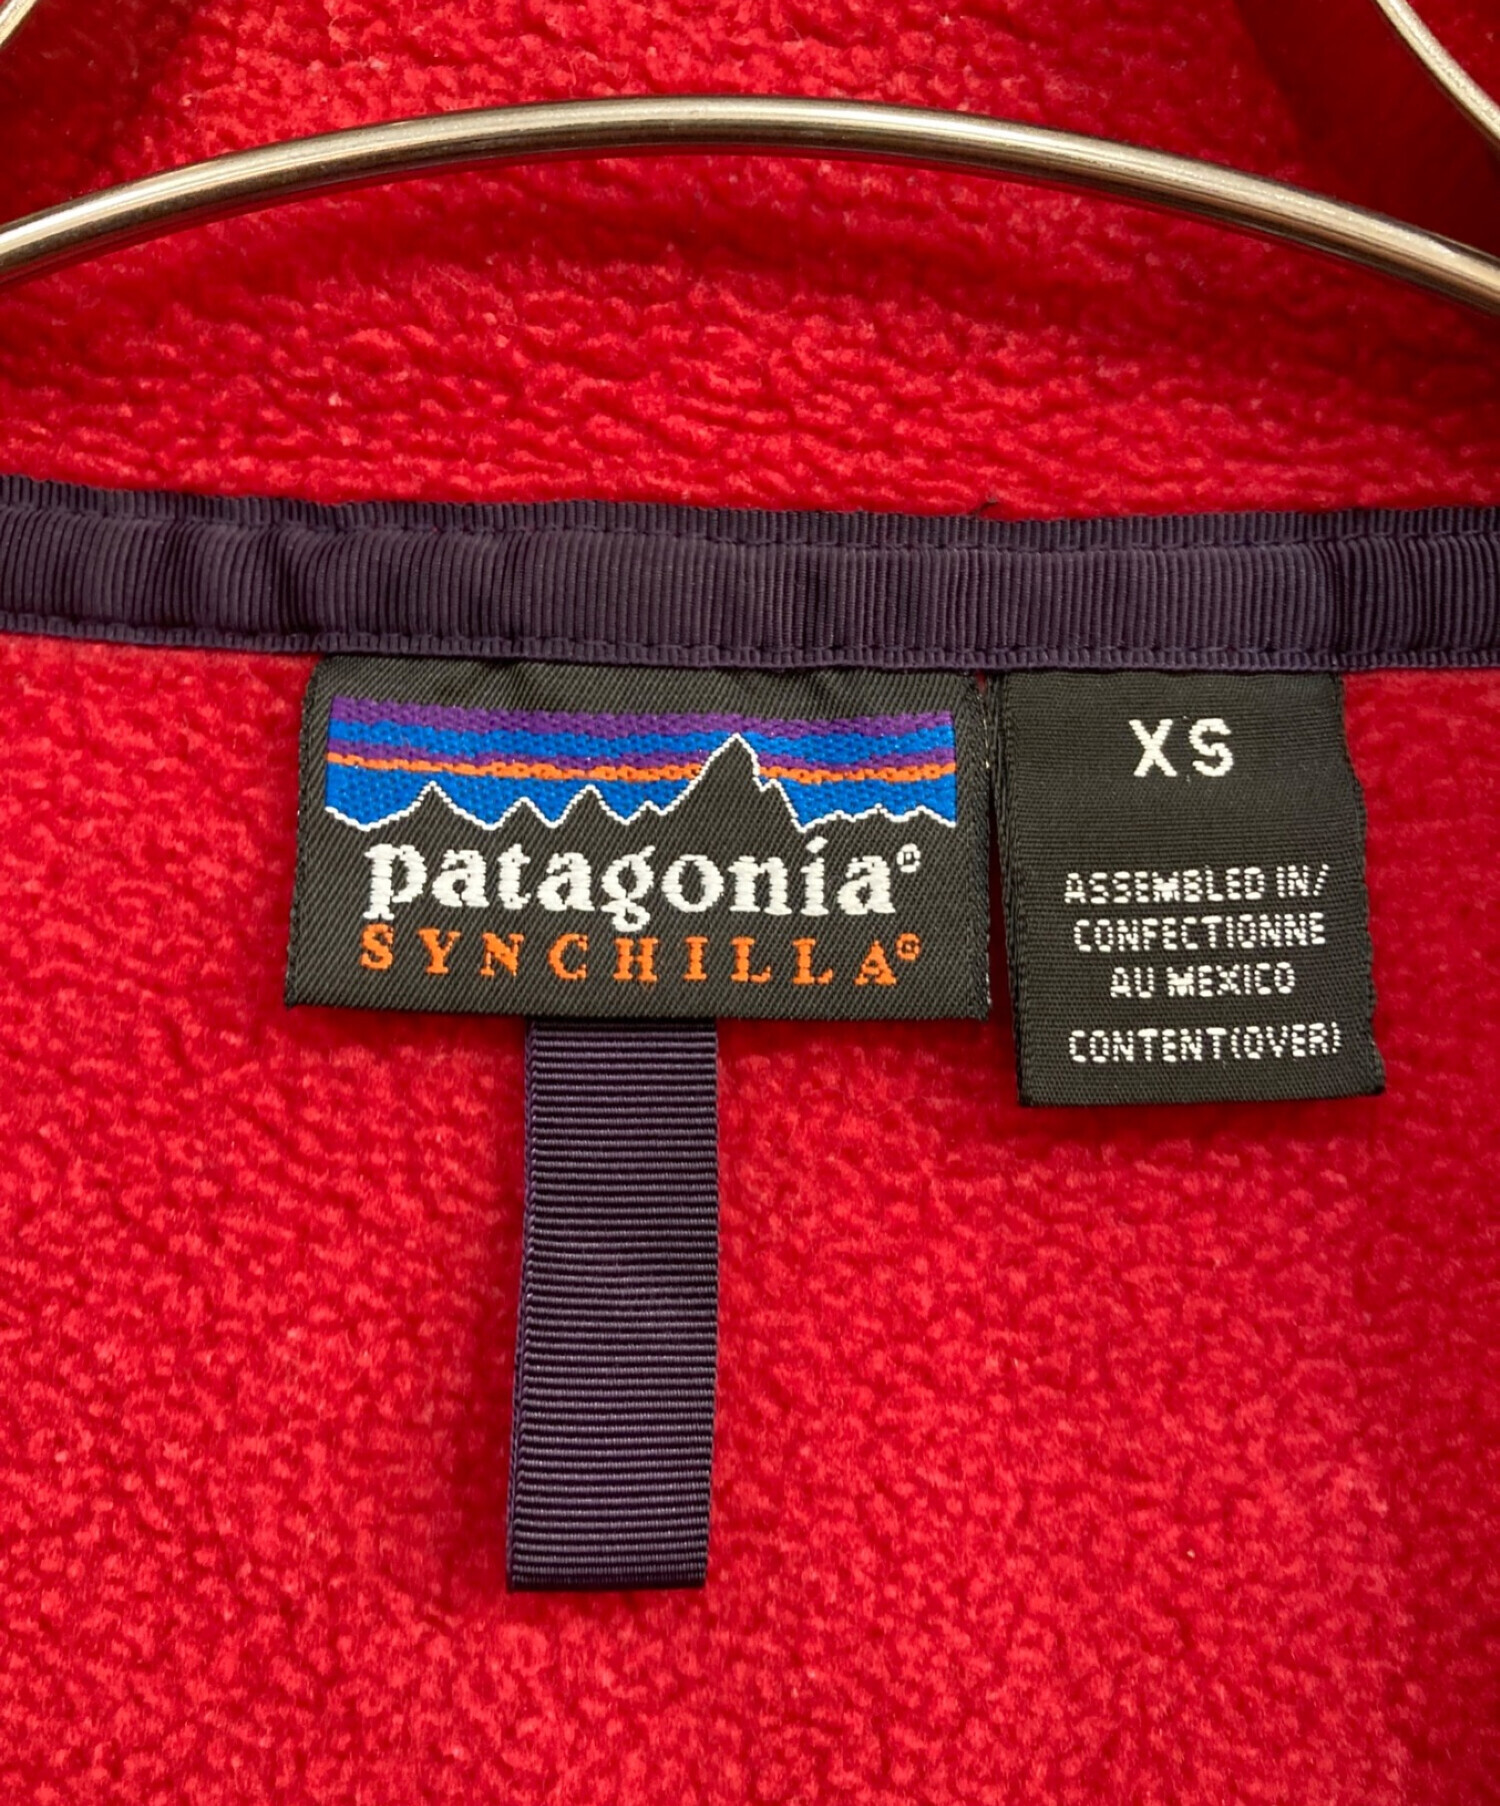 patagonia®
SYNCHILLA®
XS
ASSEMBLED IN/
CONFECTIONNE
AU MEXICO
CONTENT(OVER)